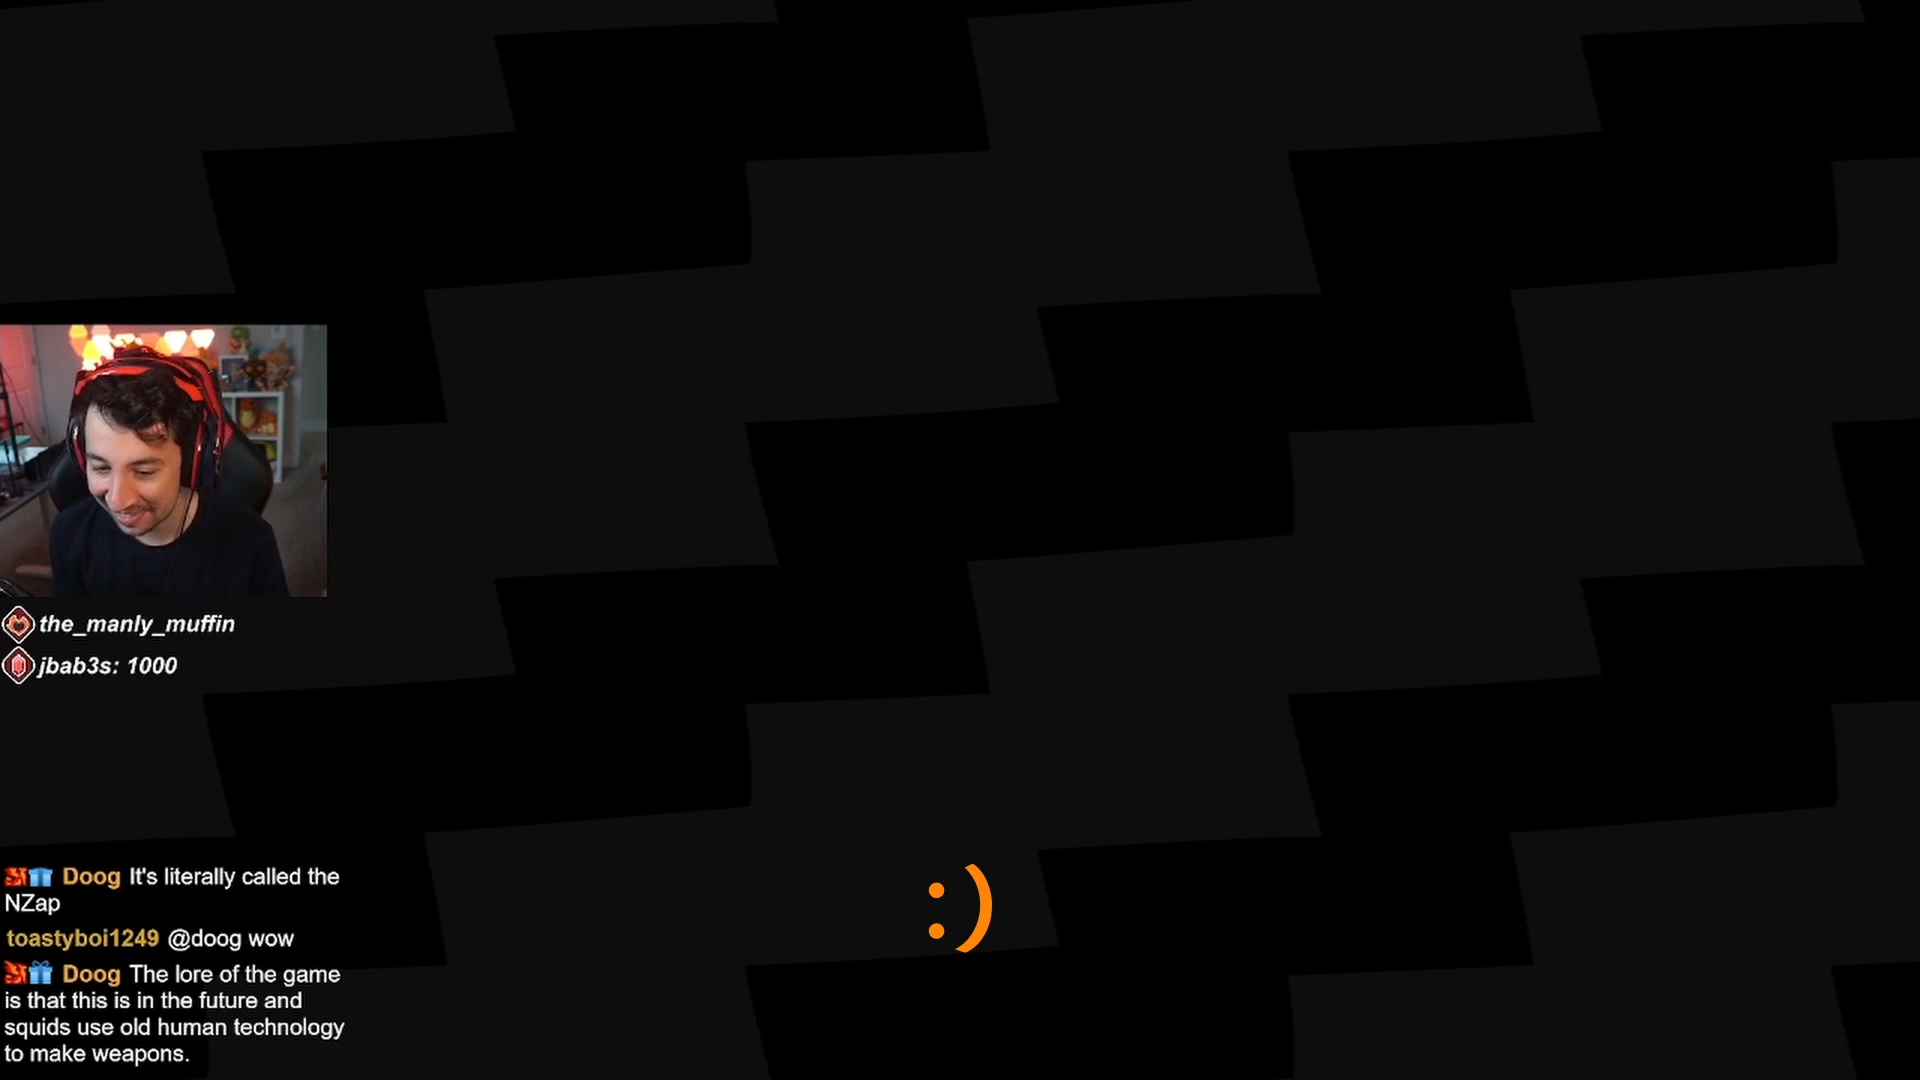 the_manly_muffin
jbab3s: 1000
Doog It's literally called the
NZap
toastyboi1249 @doog wow
Doog The lore of the game
is that this is in the future and
squids use old human technology
to make weapons.
:)